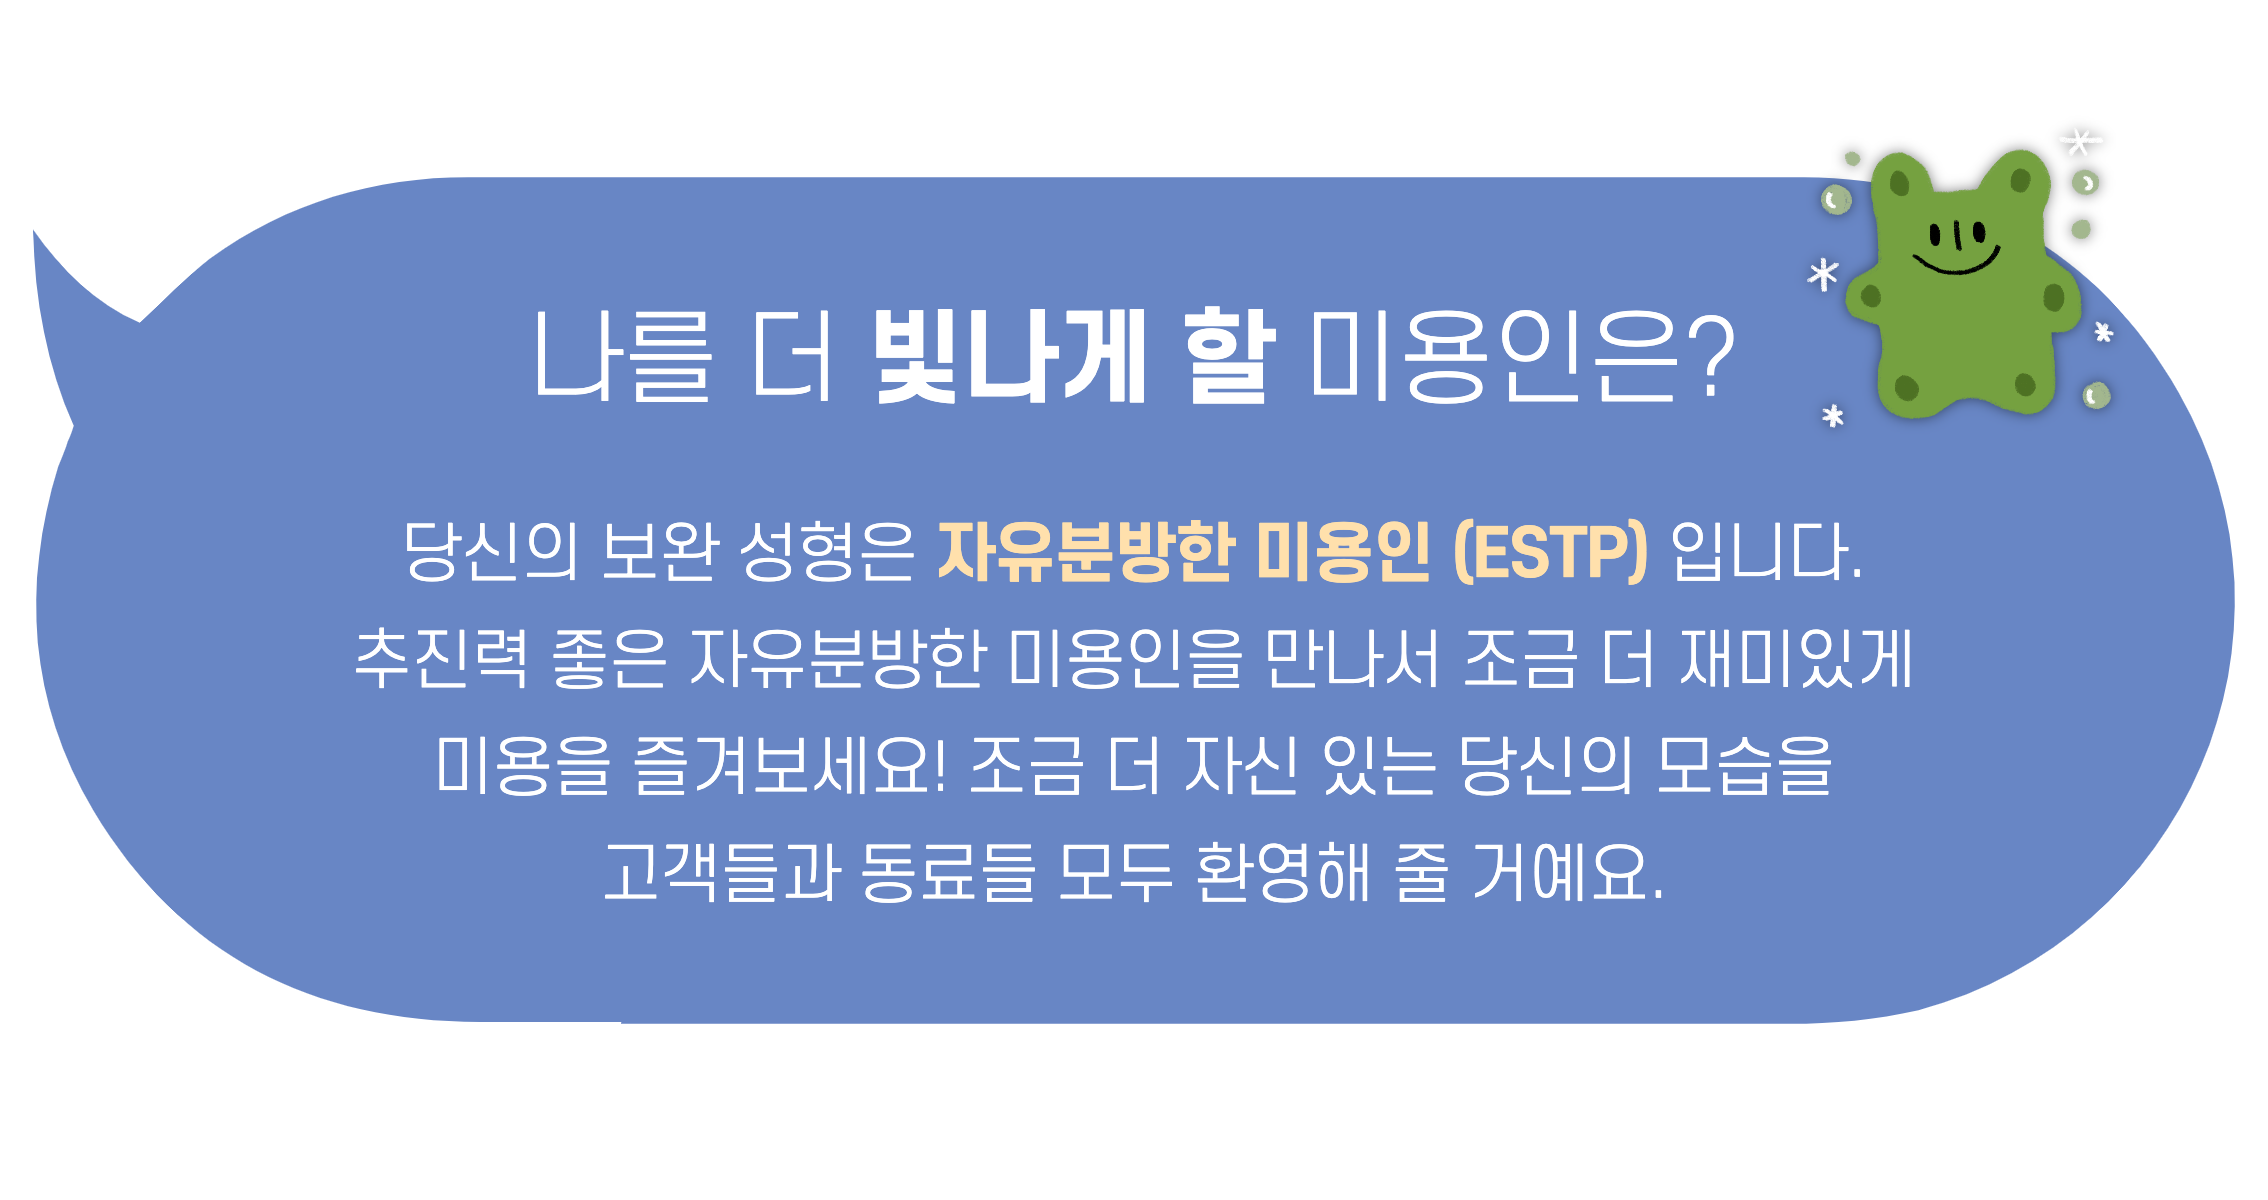 나를 더 빛나게 할 미용인은?
당신의 보완 성형은 자유분방한 미용인 (ESTP) 입니다.
추진력 좋은 자유분방한 미용인을 만나서 조금 더 재미있게
미용을 즐겨보세요! 조금 더 자신 있는 당신의 모습을
고객들과 동료들 모두 환영해 줄 거예요.